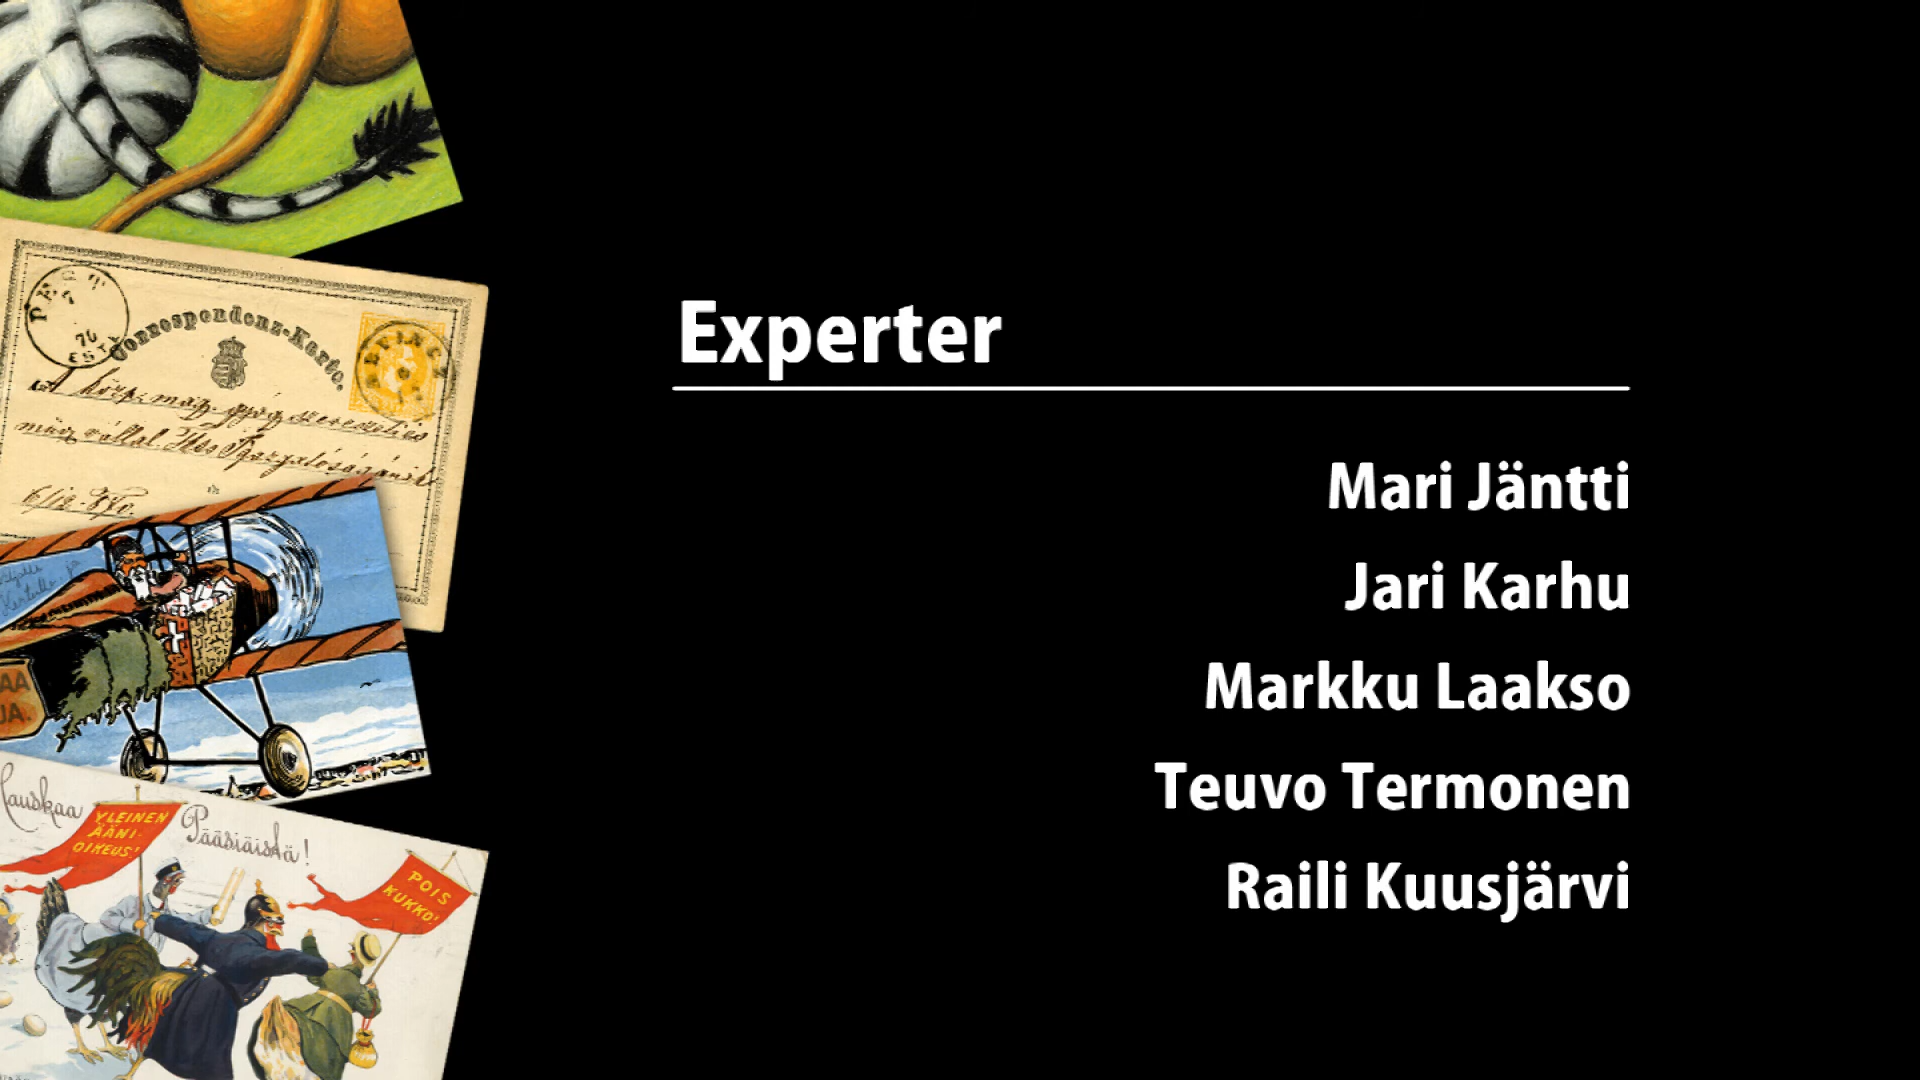 Experter
Mari Jäntti
Jari Karhu
Markku Laakso
Teuvo Termonen
Raili Kuusjärvi
Correspondenz-Karte.
Pääsiäistä!
YLEINEN
ÄÄNI-
OIKEUS!
POIS
KUKKO!